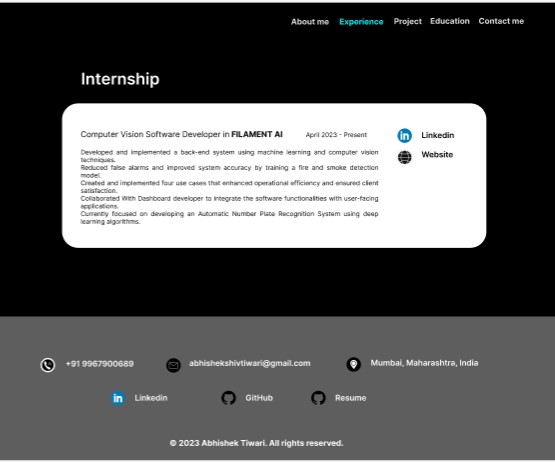 About me Experience Project Education Contact me
Internship
Computer Vision Software Developer in FILAMENT AI April 2023 - Present
Linkedin
Website
Developed and implemented a back-end system using machine learning and computer vision
techniques.
Reduced false alarms and improved system accuracy by training a fire and smoke detection
model.
Created and implemented four use cases that enhanced operational efficiency and ensured client
satisfaction.
Collaborated With Dashboard developer to integrate the software functionalities with user-facing
applications.
Currently focused on developing an Automatic Number Plate Recognition System using deep
learning algorithms.
+91 9967900689 abhishekshivtiwari@gmail.com Mumbai, Maharashtra, India
in Linkedin GitHub Resume
© 2023 Abhishek Tiwari. All rights reserved.